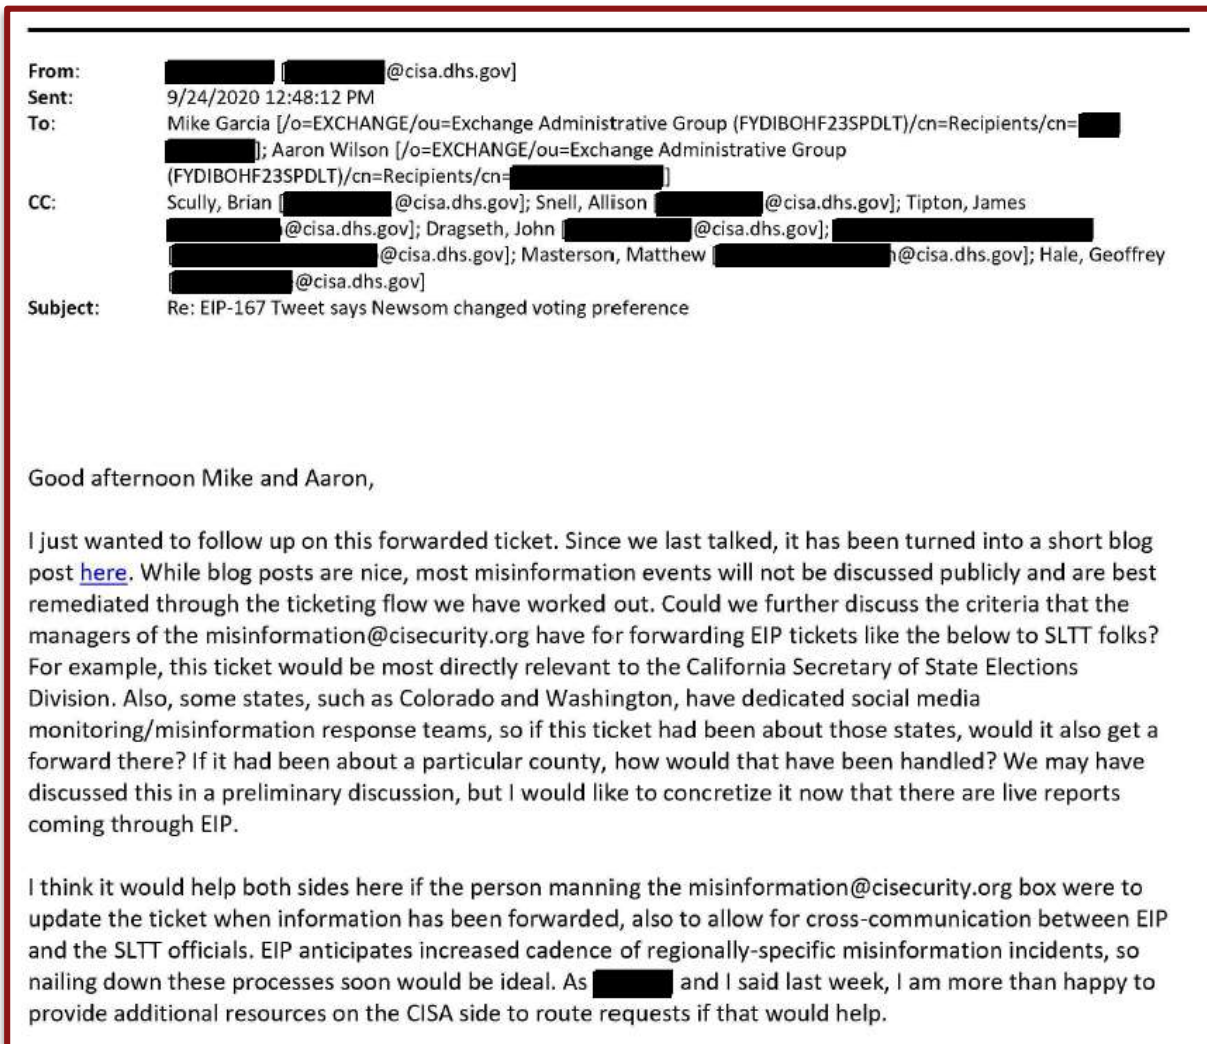 From: [ @cisa.dhs.gov]
Sent: 9/24/2020 12:48:12 PM
To: Mike Garcia [/o=EXCHANGE/ou=Exchange Administrative Group (FYDIBOHF23SPDLT)/cn=Recipients/cn=
]; Aaron Wilson [/o=EXCHANGE/ou=Exchange Administrative Group
(FYDIBOHF23SPDLT)/cn=Recipients/cn= ]
CC: Scully, Brian [ @cisa.dhs.gov]; Snell, Allison [ @cisa.dhs.gov]; Tipton, James
@cisa.dhs.gov]; Dragseth, John [ @cisa.dhs.gov];
[ @cisa.dhs.gov]; Masterson, Matthew [ @cisa.dhs.gov]; Hale, Geoffrey
[ @cisa.dhs.gov]
Subject: Re: EIP-167 Tweet says Newsom changed voting preference
Good afternoon Mike and Aaron,
I just wanted to follow up on this forwarded ticket. Since we last talked, it has been turned into a short blog
post here. While blog posts are nice, most misinformation events will not be discussed publicly and are best
remediated through the ticketing flow we have worked out. Could we further discuss the criteria that the
managers of the misinformation@cisecurity.org have for forwarding EIP tickets like the below to SLTT folks?
For example, this ticket would be most directly relevant to the California Secretary of State Elections
Division. Also, some states, such as Colorado and Washington, have dedicated social media
monitoring/misinformation response teams, so if this ticket had been about those states, would it also get a
forward there? If it had been about a particular county, how would that have been handled? We may have
discussed this in a preliminary discussion, but I would like to concretize it now that there are live reports
coming through EIP.
I think it would help both sides here if the person manning the misinformation@cisecurity.org box were to
update the ticket when information has been forwarded, also to allow for cross-communication between EIP
and the SLTT officials. EIP anticipates increased cadence of regionally-specific misinformation incidents, so
nailing down these processes soon would be ideal. As and I said last week, I am more than happy to
provide additional resources on the CISA side to route requests if that would help.